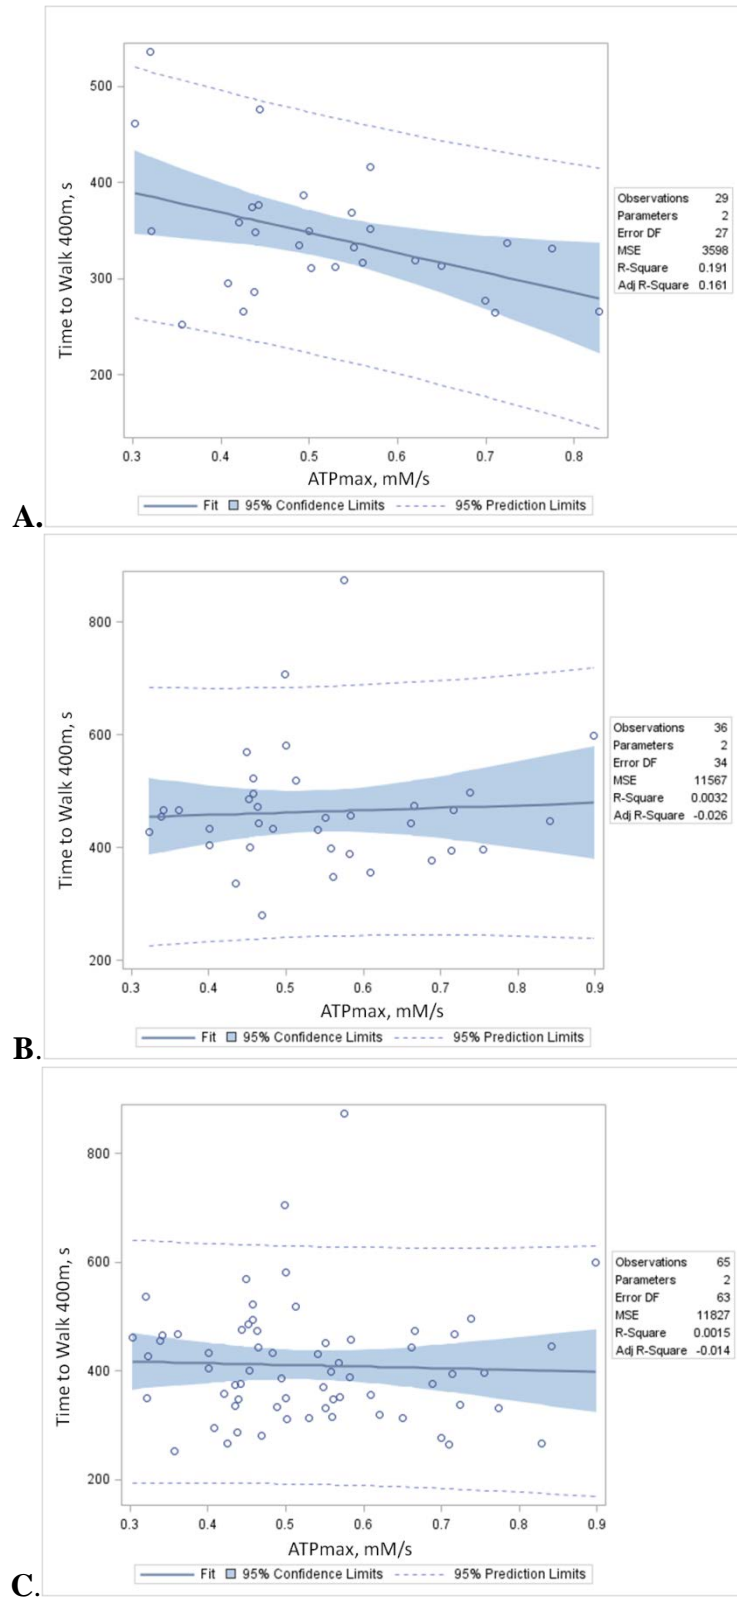 500
400
300
200
Time to Walk 400m, s
0.3 0.4 0.5 0.6 0.7 0.8
ATPmax, mM/s
Observations 29
Parameters 2
Error DF 27
MSE 3598
R-Square 0.191
Adj R-Square 0.161
Fit 95% Confidence Limits 95% Prediction Limits
A.
800
600
400
200
Time to Walk 400m, s
0.3 0.4 0.5 0.6 0.7 0.8 0.9
ATPmax, mM/s
Observations 36
Parameters 2
Error DF 34
MSE 11567
R-Square 0.0032
Adj R-Square -0.026
Fit 95% Confidence Limits 95% Prediction Limits
B.
800
600
400
200
Time to Walk 400m, s
0.3 0.4 0.5 0.6 0.7 0.8 0.9
ATPmax, mM/s
Observations 65
Parameters 2
Error DF 63
MSE 11827
R-Square 0.0015
Adj R-Square -0.014
Fit 95% Confidence Limits 95% Prediction Limits
C.